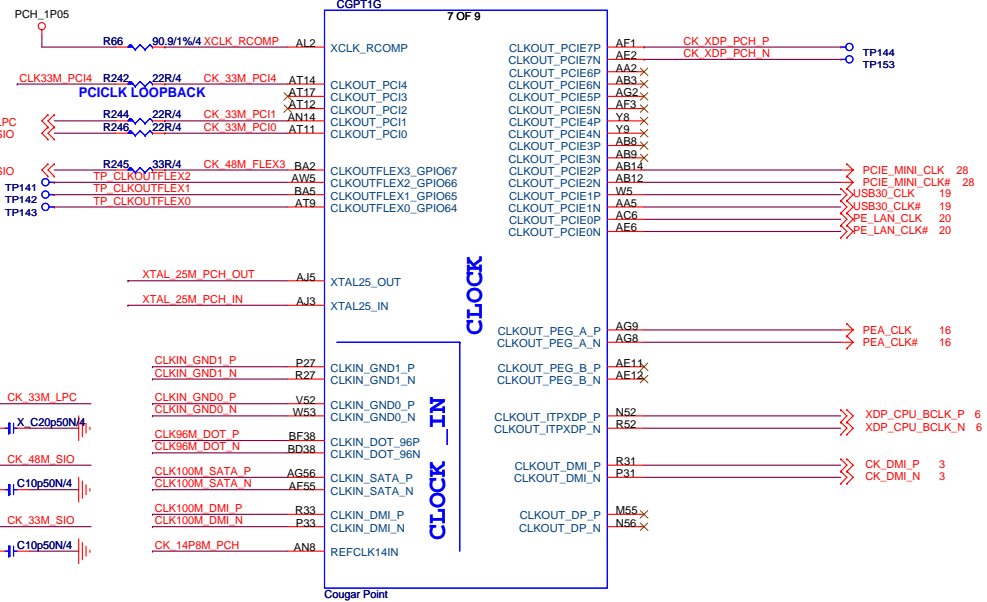 CGPT1G
7 OF 9
PCH_1P05
R66 90.9/1%/4 XCLK_RCOMP AL2 XCLK_RCOMP
CLK33M_PCI4 R242 22R/4 CK_33M_PCI4 AT14 CLKOUT_PCI4
PCICLK LOOPBACK
AT17 CLKOUT_PCI3
AT12 CLKOUT_PCI2
LPC R244 22R/4 CK_33M_PCI1 AN14 CLKOUT_PCI1
SIO R246 22R/4 CK_33M_PCI0 AT11 CLKOUT_PCI0
SIO R245 33R/4 CK_48M_FLEX3 BA2 CLKOUTFLEX3_GPIO67
TP141 TP_CLKOUTFLEX2 AW5 CLKOUTFLEX2_GPIO66
TP142 TP_CLKOUTFLEX1 BA5 CLKOUTFLEX1_GPIO65
TP143 TP_CLKOUTFLEX0 AT9 CLKOUTFLEX0_GPIO64
XTAL_25M_PCH_OUT AJ5 XTAL25_OUT
XTAL_25M_PCH_IN AJ3 XTAL25_IN
CLKIN_GND1_P P27 CLKIN_GND1_P
CLKIN_GND1_N R27 CLKIN_GND1_N
CLKIN_GND0_P V52 CLKIN_GND0_P
CLKIN_GND0_N W53 CLKIN_GND0_N
CLK96M_DOT_P BF38 CLKIN_DOT_96P
CLK96M_DOT_N BD38 CLKIN_DOT_96N
CLK100M_SATA_P AG56 CLKIN_SATA_P
CLK100M_SATA_N AF55 CLKIN_SATA_N
CLK100M_DMI_P R33 CLKIN_DMI_P
CLK100M_DMI_N P33 CLKIN_DMI_N
CK_14P8M_PCH AN8 REFCLK14IN
CK_33M_LPC
X_C20p50N/4
CK_48M_SIO
C10p50N/4
CK_33M_SIO
C10p50N/4
CLOCK
CLOCK_IN
CLKOUT_PCIE7P AF1 CK_XDP_PCH_P TP144
CLKOUT_PCIE7N AE2 CK_XDP_PCH_N TP153
CLKOUT_PCIE6P AA2
CLKOUT_PCIE6N AB3
CLKOUT_PCIE5P AG2
CLKOUT_PCIE5N AF3
CLKOUT_PCIE4P Y8
CLKOUT_PCIE4N Y9
CLKOUT_PCIE3P AB8
CLKOUT_PCIE3N AB9
CLKOUT_PCIE2P AB14 PCIE_MINI_CLK 28
CLKOUT_PCIE2N AB12 PCIE_MINI_CLK# 28
CLKOUT_PCIE1P W5 USB30_CLK 19
CLKOUT_PCIE1N AA5 USB30_CLK# 19
CLKOUT_PCIE0P AC6 PE_LAN_CLK 20
CLKOUT_PCIE0N AE6 PE_LAN_CLK# 20
CLKOUT_PEG_A_P AG9 PEA_CLK 16
CLKOUT_PEG_A_N AG8 PEA_CLK# 16
CLKOUT_PEG_B_P AE11
CLKOUT_PEG_B_N AE12
CLKOUT_ITPXDP_P N52 XDP_CPU_BCLK_P 6
CLKOUT_ITPXDP_N R52 XDP_CPU_BCLK_N 6
CLKOUT_DMI_P R31 CK_DMI_P 3
CLKOUT_DMI_N P31 CK_DMI_N 3
CLKOUT_DP_P M55
CLKOUT_DP_N N56
Cougar Point